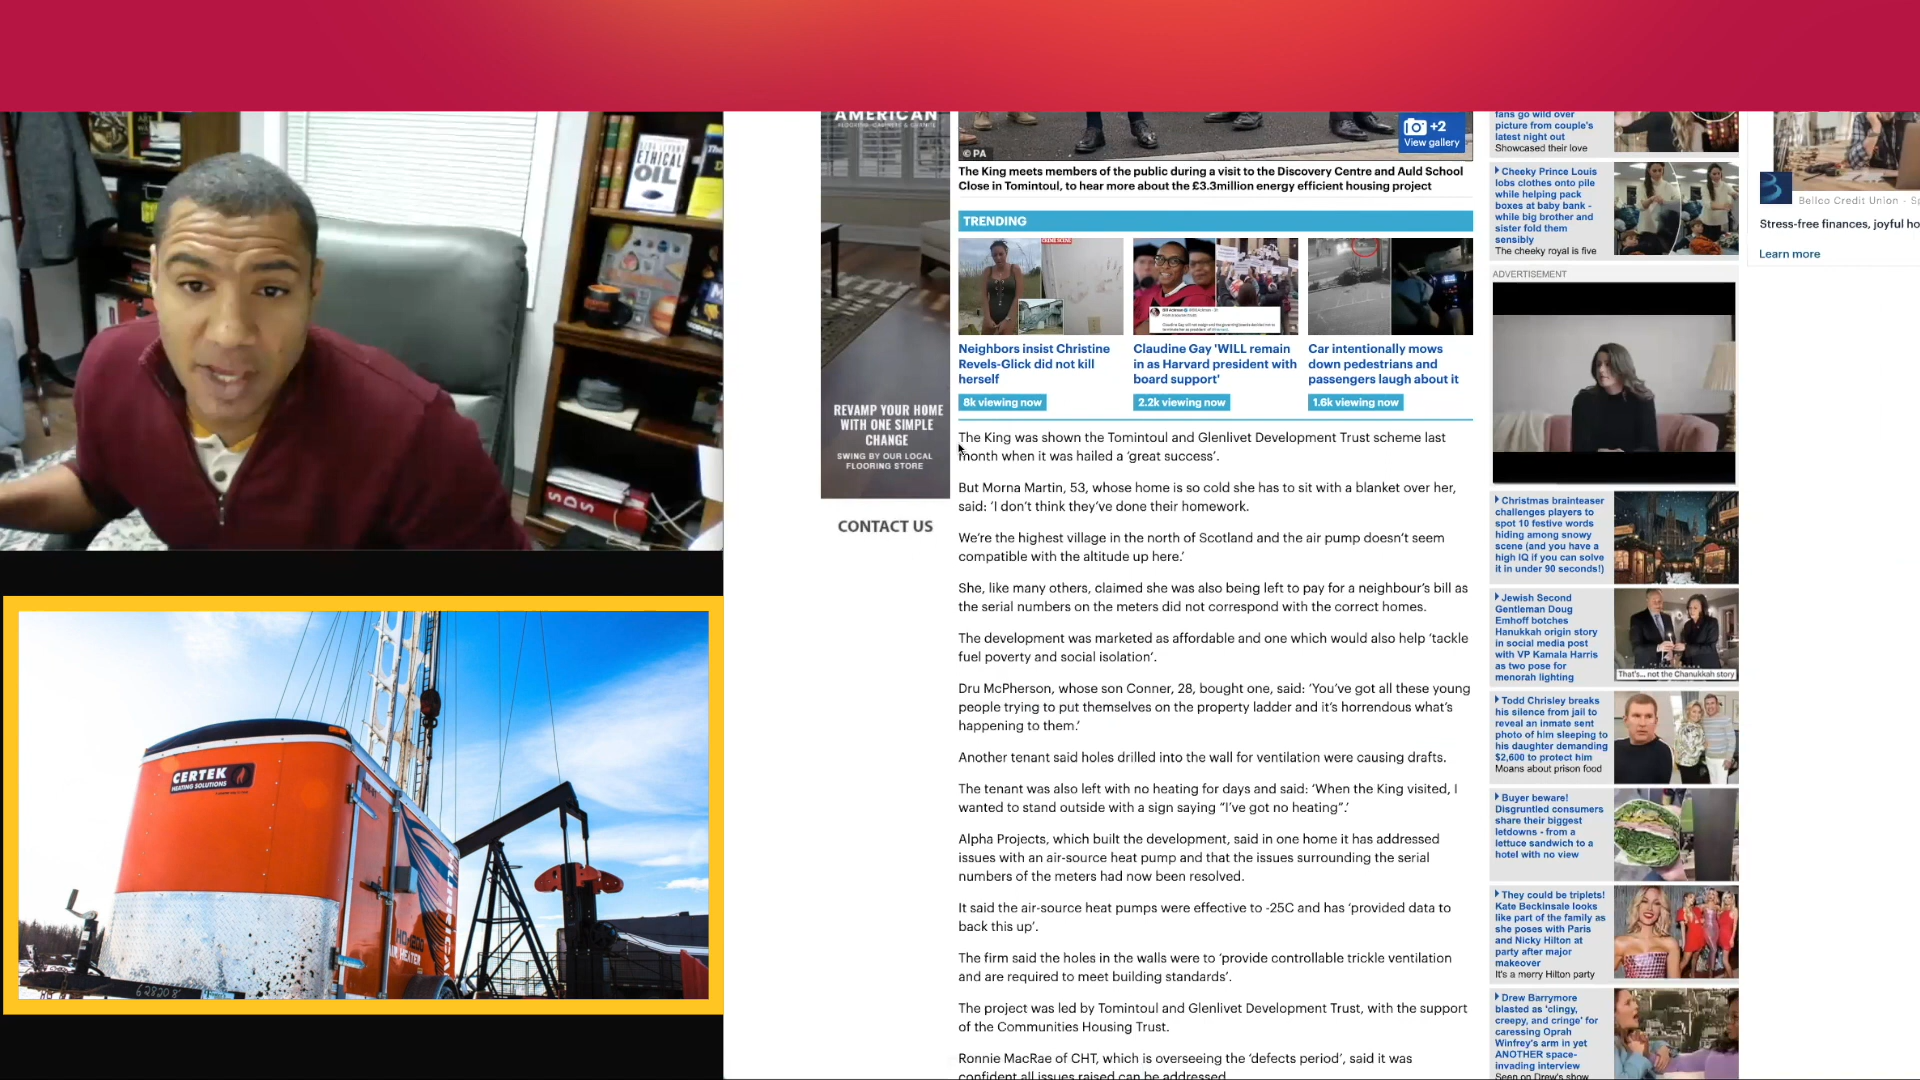 ETHICAL
OIL
CERTEK
HEATING SOLUTIONS
AIR HEATER
AMERICAN
REVAMP YOUR HOME
WITH ONE SIMPLE
CHANGE
SWING BY OUR LOCAL
FLOORING STORE
CONTACT US
+2
View gallery
© PA
The King meets members of the public during a visit to the Discovery Centre and Auld School
Close in Tomintoul, to hear more about the £3.3million energy efficient housing project
TRENDING
Neighbors insist Christine
Revels-Glick did not kill
herself
8k viewing now
Claudine Gay 'WILL remain
in as Harvard president with
board support'
2.2k viewing now
Car intentionally mows
down pedestrians and
passengers laugh about it
1.6k viewing now
The King was shown the Tomintoul and Glenlivet Development Trust scheme last
month when it was hailed a ‘great success’.
But Morna Martin, 53, whose home is so cold she has to sit with a blanket over her,
said: ‘I don’t think they’ve done their homework.
We’re the highest village in the north of Scotland and the air pump doesn’t seem
compatible with the altitude up here.’
She, like many others, claimed she was also being left to pay for a neighbour’s bill as
the serial numbers on the meters did not correspond with the correct homes.
The development was marketed as affordable and one which would also help ‘tackle
fuel poverty and social isolation’.
Dru McPherson, whose son Conner, 28, bought one, said: ‘You’ve got all these young
people trying to put themselves on the property ladder and it’s horrendous what’s
happening to them.’
Another tenant said holes drilled into the wall for ventilation were causing drafts.
The tenant was also left with no heating for days and said: ‘When the King visited, I
wanted to stand outside with a sign saying “I’ve got no heating”.’
Alpha Projects, which built the development, said in one home it has addressed
issues with an air-source heat pump and that the issues surrounding the serial
numbers of the meters had now been resolved.
It said the air-source heat pumps were effective to -25C and has ‘provided data to
back this up’.
The firm said the holes in the walls were to ‘provide controllable trickle ventilation
and are required to meet building standards’.
The project was led by Tomintoul and Glenlivet Development Trust, with the support
of the Communities Housing Trust.
Ronnie MacRae of CHT, which is overseeing the ‘defects period’, said it was
confident all issues raised can be addressed.
fans go wild over
picture from couple's
latest night out
Showcased their love
Cheeky Prince Louis
lobs clothes onto pile
while helping pack
boxes at baby bank -
while big brother and
sister fold them
sensibly
The cheeky royal is five
ADVERTISEMENT
Christmas brainteaser
challenges players to
spot 10 festive words
hiding among snowy
scene (and you have a
high IQ if you can solve
it in under 90 seconds!)
Jewish Second
Gentleman Doug
Emhoff botches
Hanukkah origin story
in social media post
with VP Kamala Harris
as two pose for
menorah lighting
That's... not the Chanukkah story
Todd Chrisley breaks
his silence from jail to
reveal an inmate sent
photo of him sleeping to
his daughter demanding
$2,600 to protect him
Moans about prison food
Buyer beware!
Disgruntled consumers
share their biggest
letdowns - from a
lettuce sandwich to a
hotel with no view
They could be triplets!
Kate Beckinsale looks
like part of the family as
she poses with Paris
and Nicky Hilton at
party after major
makeover
It's a merry Hilton party
Drew Barrymore
blasted as 'clingy,
creepy, and cringe' for
caressing Oprah
Winfrey's arm in yet
ANOTHER space-
invading interview
Seen on Drew's show
Bellco Credit Union · Sp
Stress-free finances, joyful ho
Learn more